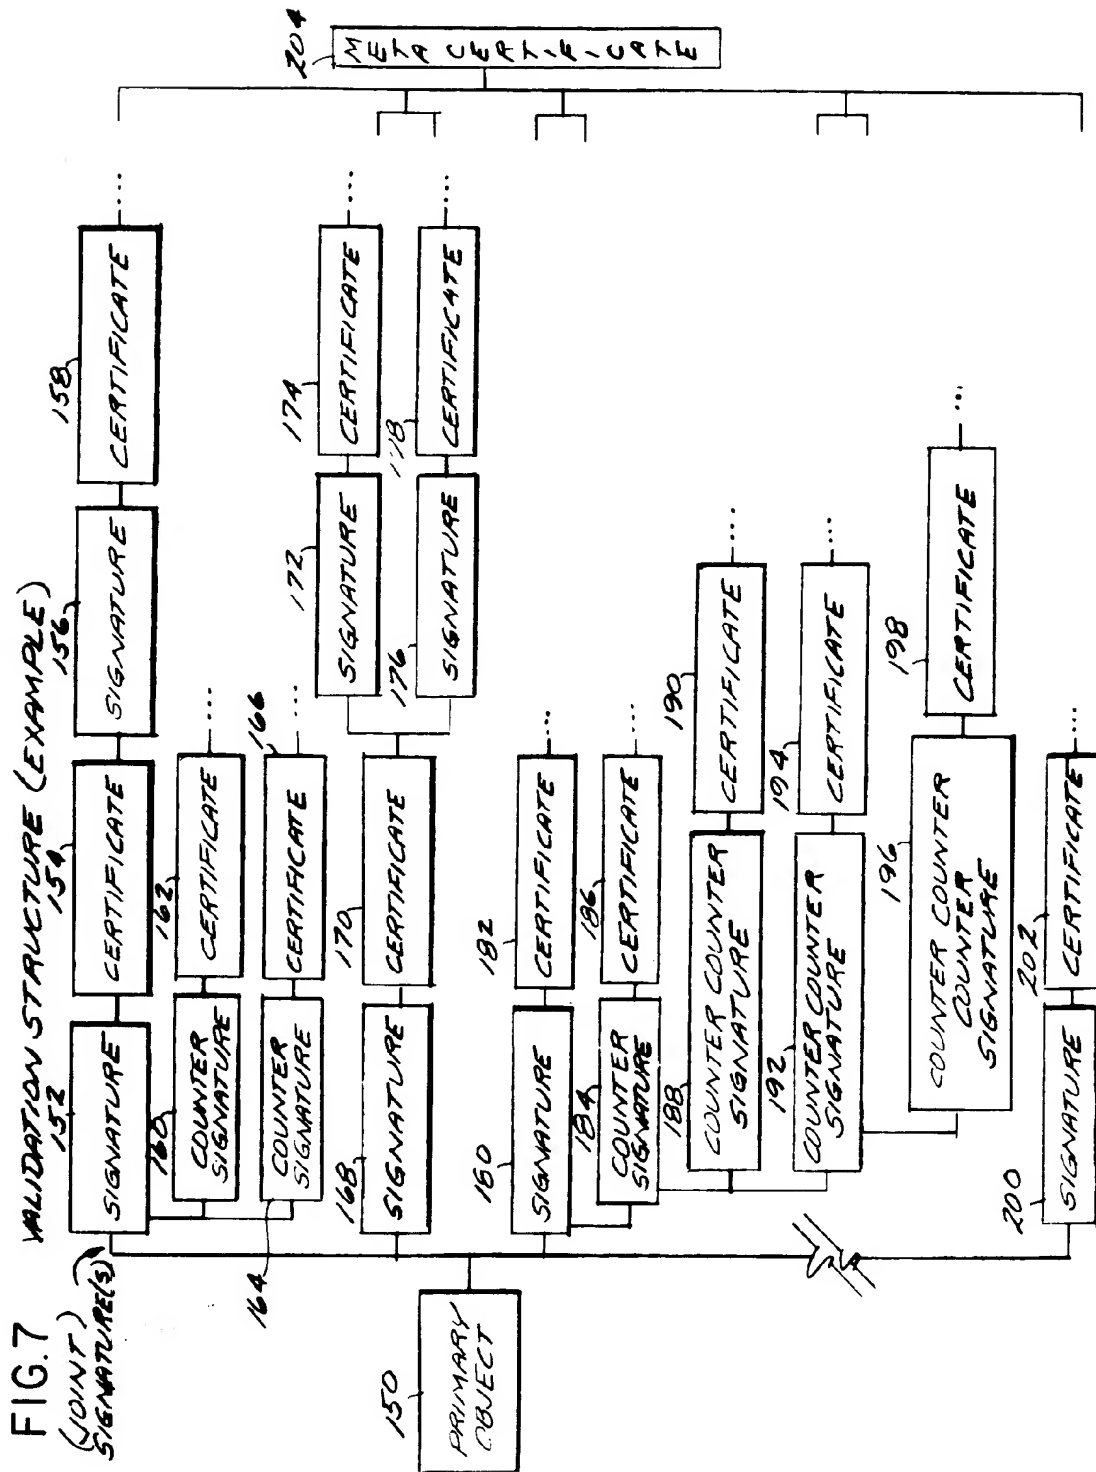 FIG. 7
VALIDATION STRUCTURE (EXAMPLE)
(JOINT)
SIGNATURE(S)
150
PRIMARY
OBJECT
152
SIGNATURE
154
CERTIFICATE
156
SIGNATURE
158
CERTIFICATE
....
160
COUNTER
SIGNATURE
162
CERTIFICATE
....
164
COUNTER
SIGNATURE
166
CERTIFICATE
....
168
SIGNATURE
170
CERTIFICATE
172
SIGNATURE
174
CERTIFICATE
....
176
SIGNATURE
178
CERTIFICATE
....
180
SIGNATURE
182
CERTIFICATE
....
184
COUNTER
SIGNATURE
186
CERTIFICATE
....
188
COUNTER COUNTER
SIGNATURE
190
CERTIFICATE
....
192
COUNTER COUNTER
SIGNATURE
194
CERTIFICATE
....
196
COUNTER COUNTER
COUNTER
SIGNATURE
198
CERTIFICATE
....
200
SIGNATURE
202
CERTIFICATE
....
204
META CERTIFICATE